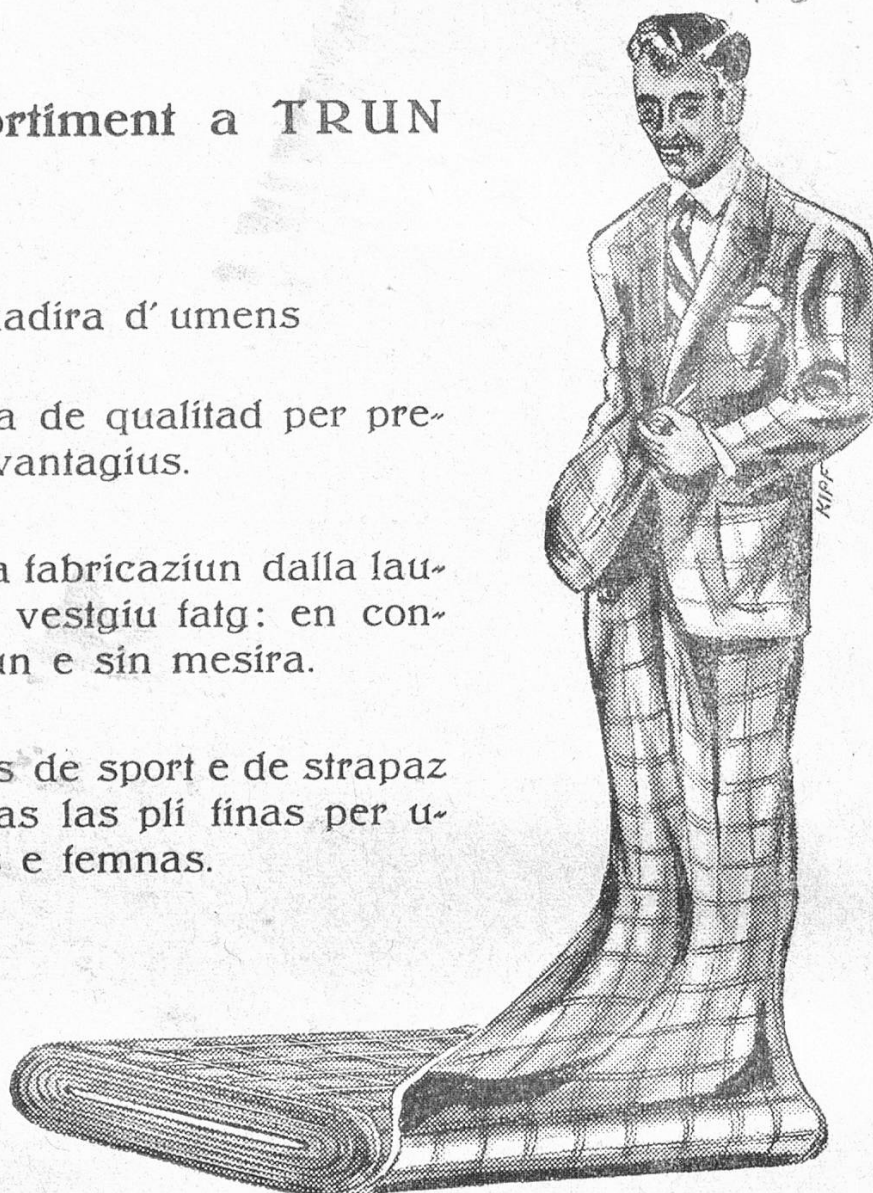 ortiment a TRUN
adira d'umens
a de qualitad per pre-
vantagius.
a fabricaziun dalla lau-
vestgiu fatg: en con-
un e sin mesira.
s de sport e de strapaz
as las pli finas per u-
e femnas.
KIPF